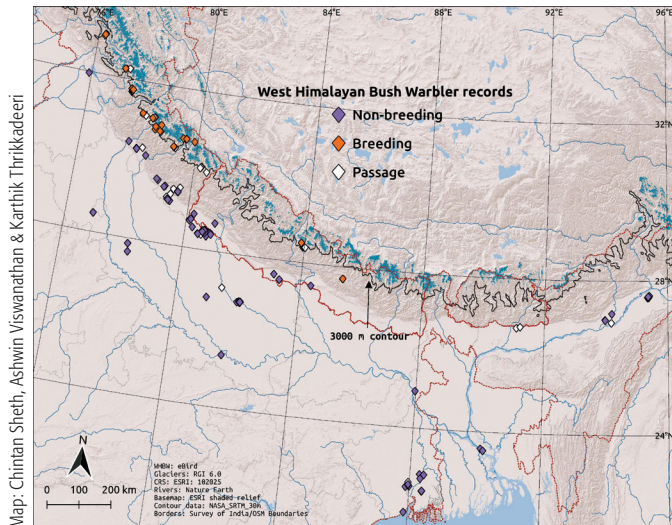 76°E
80°E
84°E
88°E
92°E
96°E
West Himalayan Bush Warbler records
Non-breeding
Breeding
Passage
32°N
28°N
3000 m contour
24°N
Map: Chintan Sheth, Ashwin Viswanathan & Karthik Thrikkadeeri
N
0 100 200 km
WHBW: eBird
Glaciers: RGI 6.0
CRS: ESRI: 102025
Rivers: Nature Earth
Basemap: ESRI shaded relief
Contour data: NASA_SRTM_30m
Borders: Survey of India/OSM Boundaries